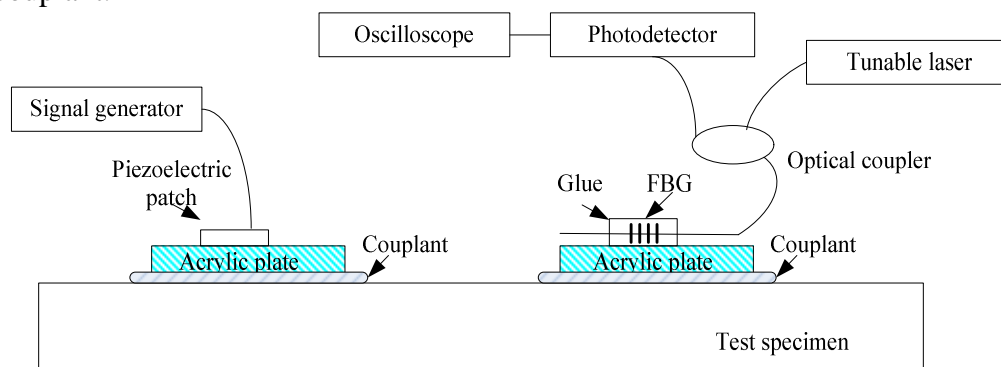 Oscilloscope
Photodetector
Tunable laser
Signal generator
Optical coupler
Piezoelectric
patch
Glue
FBG
Couplant
Couplant
Acrylic plate
Acrylic plate
Test specimen